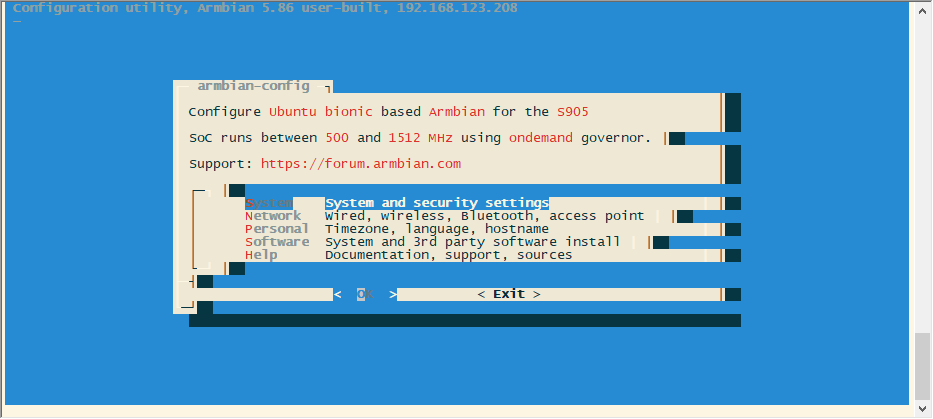 Configuration utility, Armbian 5.86 user-built, 192.168.123.208
armbian-config
Configure Ubuntu bionic based Armbian for the S905
SoC runs between 500 and 1512 MHz using ondemand governor.
Support: https://forum.armbian.com
System System and security settings
Network Wired, wireless, Bluetooth, access point
Personal Timezone, language, hostname
Software System and 3rd party software install
Help Documentation, support, sources
< OK > < Exit >